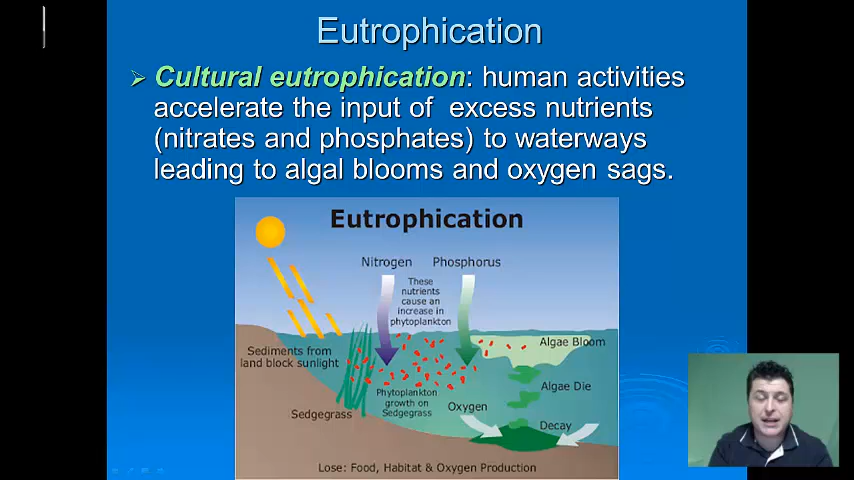 Eutrophication
Cultural eutrophication: human activities
accelerate the input of excess nutrients
(nitrates and phosphates) to waterways
leading to algal blooms and oxygen sags.
Eutrophication
Nitrogen
Phosphorus
These
nutrients
cause an
increase in
phytoplankton
Sediments from
land block sunlight
Sedgegrass
Phytoplankton
growth on
Sedgegrass
Algae Bloom
Algae Die
Oxygen
Decay
Lose: Food, Habitat & Oxygen Production